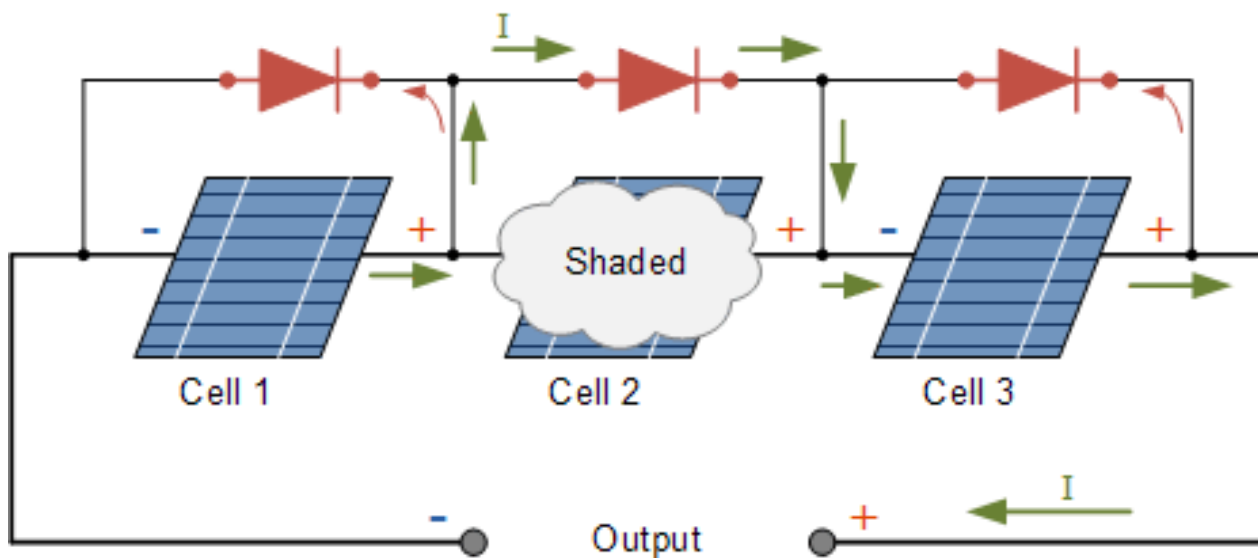 I
- + + - +
Shaded
Cell 1 Cell 2 Cell 3
I
- Output +